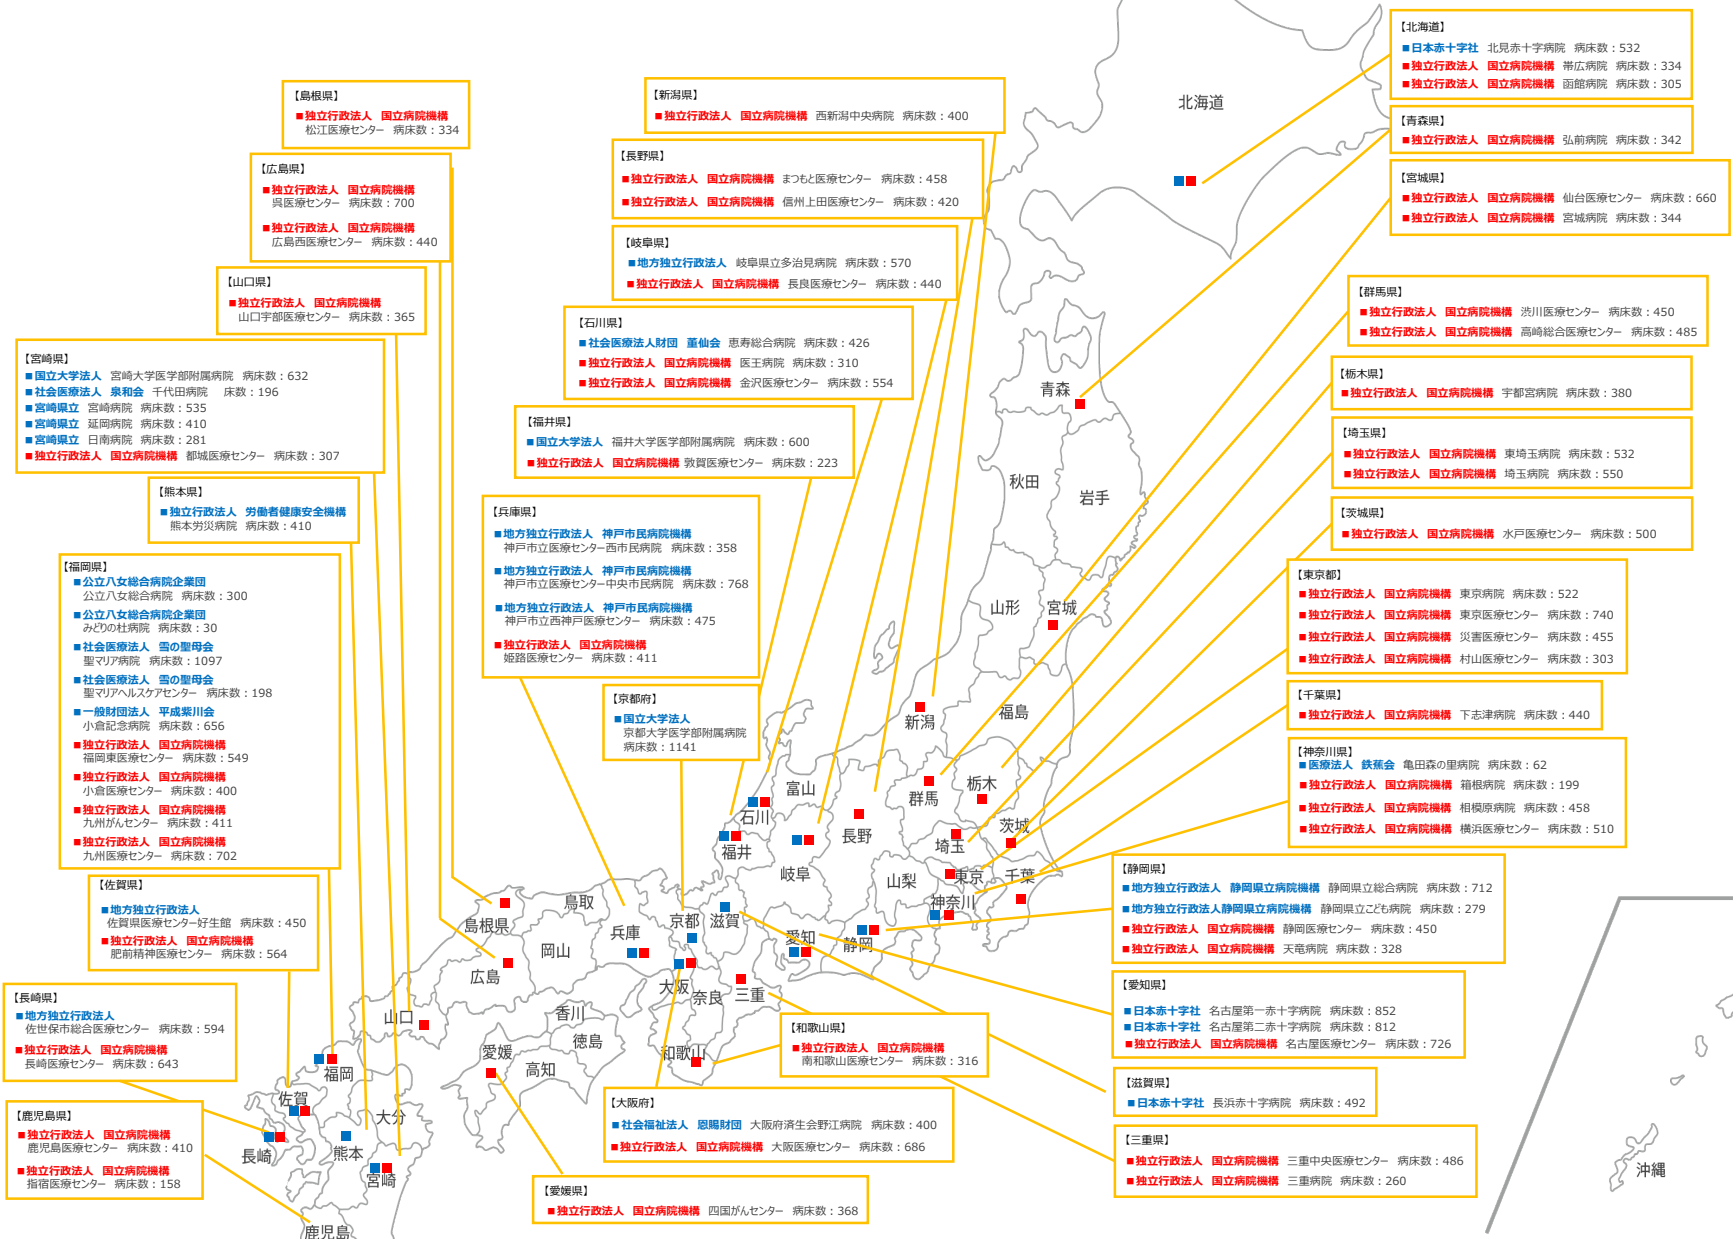 【北海道】
■日本赤十字社 北見赤十字病院 病床数：532
■独立行政法人 国立病院機構 帯広病院 病床数：334
■独立行政法人 国立病院機構 函館病院 病床数：305
【青森県】
■独立行政法人 国立病院機構 弘前病院 病床数：342
【宮城県】
■独立行政法人 国立病院機構 仙台医療センター 病床数：660
■独立行政法人 国立病院機構 宮城病院 病床数：344
【群馬県】
■独立行政法人 国立病院機構 渋川医療センター 病床数：450
■独立行政法人 国立病院機構 高崎総合医療センター 病床数：485
【栃木県】
■独立行政法人 国立病院機構 宇都宮病院 病床数：380
【埼玉県】
■独立行政法人 国立病院機構 東埼玉病院 病床数：532
■独立行政法人 国立病院機構 埼玉病院 病床数：550
【茨城県】
■独立行政法人 国立病院機構 水戸医療センター 病床数：500
【東京都】
■独立行政法人 国立病院機構 東京病院 病床数：522
■独立行政法人 国立病院機構 東京医療センター 病床数：740
■独立行政法人 国立病院機構 災害医療センター 病床数：455
■独立行政法人 国立病院機構 村山医療センター 病床数：303
【千葉県】
■独立行政法人 国立病院機構 下志津病院 病床数：440
【神奈川県】
■医療法人 鉄蕉会 亀田森の里病院 病床数：62
■独立行政法人 国立病院機構 箱根病院 病床数：199
■独立行政法人 国立病院機構 相模原病院 病床数：458
■独立行政法人 国立病院機構 横浜医療センター 病床数：510
【静岡県】
■地方独立行政法人 静岡県立病院機構 静岡県立総合病院 病床数：712
■地方独立行政法人静岡県立病院機構 静岡県立こども病院 病床数：279
■独立行政法人 国立病院機構 静岡医療センター 病床数：450
■独立行政法人 国立病院機構 天竜病院 病床数：328
【愛知県】
■日本赤十字社 名古屋第一赤十字病院 病床数：852
■日本赤十字社 名古屋第二赤十字病院 病床数：812
■独立行政法人 国立病院機構 名古屋医療センター 病床数：726
【滋賀県】
■日本赤十字社 長浜赤十字病院 病床数：492
【三重県】
■独立行政法人 国立病院機構 三重中央医療センター 病床数：486
■独立行政法人 国立病院機構 三重病院 病床数：260
【新潟県】
■独立行政法人 国立病院機構 西新潟中央病院 病床数：400
【長野県】
■独立行政法人 国立病院機構 まつもと医療センター 病床数：458
■独立行政法人 国立病院機構 信州上田医療センター 病床数：420
【岐阜県】
■地方独立行政法人 岐阜県立多治見病院 病床数：570
■独立行政法人 国立病院機構 長良医療センター 病床数：440
【石川県】
■社会医療法人財団 董仙会 恵寿総合病院 病床数：426
■独立行政法人 国立病院機構 医王病院 病床数：310
■独立行政法人 国立病院機構 金沢医療センター 病床数：554
【福井県】
■国立大学法人 福井大学医学部附属病院 病床数：600
■独立行政法人 国立病院機構 敦賀医療センター 病床数：223
【兵庫県】
■地方独立行政法人 神戸市民病院機構
神戸市立医療センター西市民病院 病床数：358
■地方独立行政法人 神戸市民病院機構
神戸市立医療センター中央市民病院 病床数：768
■地方独立行政法人 神戸市民病院機構
神戸市立西神戸医療センター 病床数：475
■独立行政法人 国立病院機構
姫路医療センター 病床数：411
【京都府】
■国立大学法人
京都大学医学部附属病院
病床数：1141
【島根県】
■独立行政法人 国立病院機構
松江医療センター 病床数：334
【広島県】
■独立行政法人 国立病院機構
呉医療センター 病床数：700
■独立行政法人 国立病院機構
広島西医療センター 病床数：440
【山口県】
■独立行政法人 国立病院機構
山口宇部医療センター 病床数：365
【宮崎県】
■国立大学法人 宮崎大学医学部附属病院 病床数：632
■社会医療法人 泉和会 千代田病院 床数：196
■宮崎県立 宮崎病院 病床数：535
■宮崎県立 延岡病院 病床数：410
■宮崎県立 日南病院 病床数：281
■独立行政法人 国立病院機構 都城医療センター 病床数：307
【熊本県】
■独立行政法人 労働者健康安全機構
熊本労災病院 病床数：410
【福岡県】
■公立八女総合病院企業団
公立八女総合病院 病床数：300
■公立八女総合病院企業団
みどりの杜病院 病床数：30
■社会医療法人 雪の聖母会
聖マリア病院 病床数：1097
■社会医療法人 雪の聖母会
聖マリアヘルスケアセンター 病床数：198
■一般財団法人 平成紫川会
小倉記念病院 病床数：656
■独立行政法人 国立病院機構
福岡東医療センター 病床数：549
■独立行政法人 国立病院機構
小倉医療センター 病床数：400
■独立行政法人 国立病院機構
九州がんセンター 病床数：411
■独立行政法人 国立病院機構
九州医療センター 病床数：702
【佐賀県】
■地方独立行政法人
佐賀県医療センター好生館 病床数：450
■独立行政法人 国立病院機構
肥前精神医療センター 病床数：564
【長崎県】
■地方独立行政法人
佐世保市総合医療センター 病床数：594
■独立行政法人 国立病院機構
長崎医療センター 病床数：643
【鹿児島県】
■独立行政法人 国立病院機構
鹿児島医療センター 病床数：410
■独立行政法人 国立病院機構
指宿医療センター 病床数：158
【和歌山県】
■独立行政法人 国立病院機構
南和歌山医療センター 病床数：316
【大阪府】
■社会福祉法人 恩賜財団 大阪府済生会野江病院 病床数：400
■独立行政法人 国立病院機構 大阪医療センター 病床数：686
【愛媛県】
■独立行政法人 国立病院機構 四国がんセンター 病床数：368
北海道
青森
秋田
岩手
山形
宮城
新潟
福島
富山
群馬
栃木
石川
茨城
長野
埼玉
福井
岐阜
山梨
東京
千葉
神奈川
鳥取
島根県
兵庫
京都
滋賀
愛知
静岡
岡山
広島
大阪
奈良
三重
山口
香川
徳島
愛媛
高知
和歌山
福岡
佐賀
大分
長崎
熊本
宮崎
鹿児島
沖縄